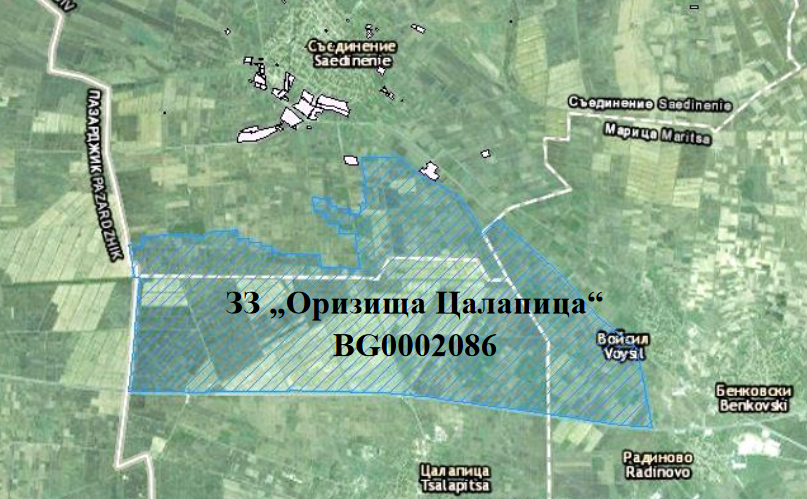 Съединение
Saedinenie
Съединение Saedinenie
Марица Maritsa
ПАЗАРДЖИК PAZARDZHIK
ЗЗ „Оризища Цалапица“
BG0002086
Войсил
Voysil
Бенковски
Benkovski
Радиново
Radinovo
Цалапица
Tsalapitsa